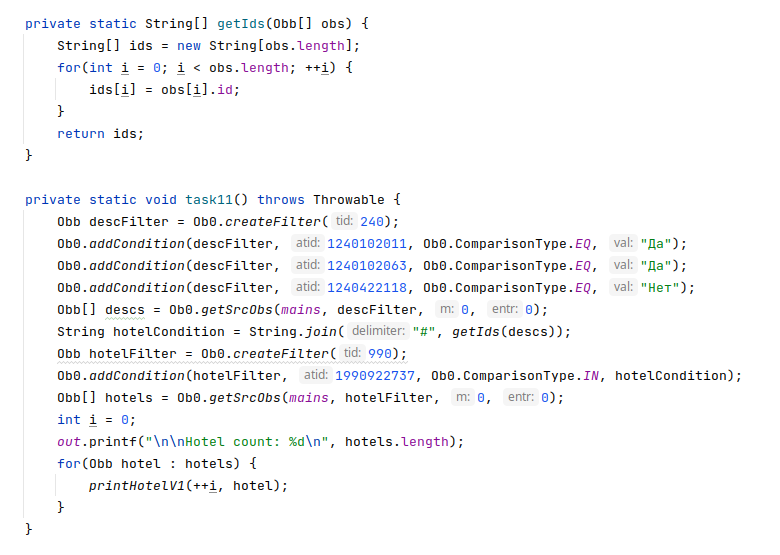 private static String[] getIds(Obb[] obs) {
    String[] ids = new String[obs.length];
    for(int i = 0; i < obs.length; ++i) {
        ids[i] = obs[i].id;
    }
    return ids;
}

private static void task11() throws Throwable {
    Obb descFilter = Ob0.createFilter( tid: 240);
    Ob0.addCondition(descFilter, atid: 1240102011, Ob0.ComparisonType.EQ, val: "Да");
    Ob0.addCondition(descFilter, atid: 1240102063, Ob0.ComparisonType.EQ, val: "Да");
    Ob0.addCondition(descFilter, atid: 1240422118, Ob0.ComparisonType.EQ, val: "Нет");
    Obb[] descs = Ob0.getSrcObs(mains, descFilter, m: 0, entr: 0);
    String hotelCondition = String.join( delimiter: "#", getIds(descs));
    Obb hotelFilter = Ob0.createFilter( tid: 990);
    Ob0.addCondition(hotelFilter, atid: 1990922737, Ob0.ComparisonType.IN, hotelCondition);
    Obb[] hotels = Ob0.getSrcObs(mains, hotelFilter, m: 0, entr: 0);
    int i = 0;
    out.printf("\n\nHotel count: %d\n", hotels.length);
    for(Obb hotel : hotels) {
        printHotelV1(++i, hotel);
    }
}